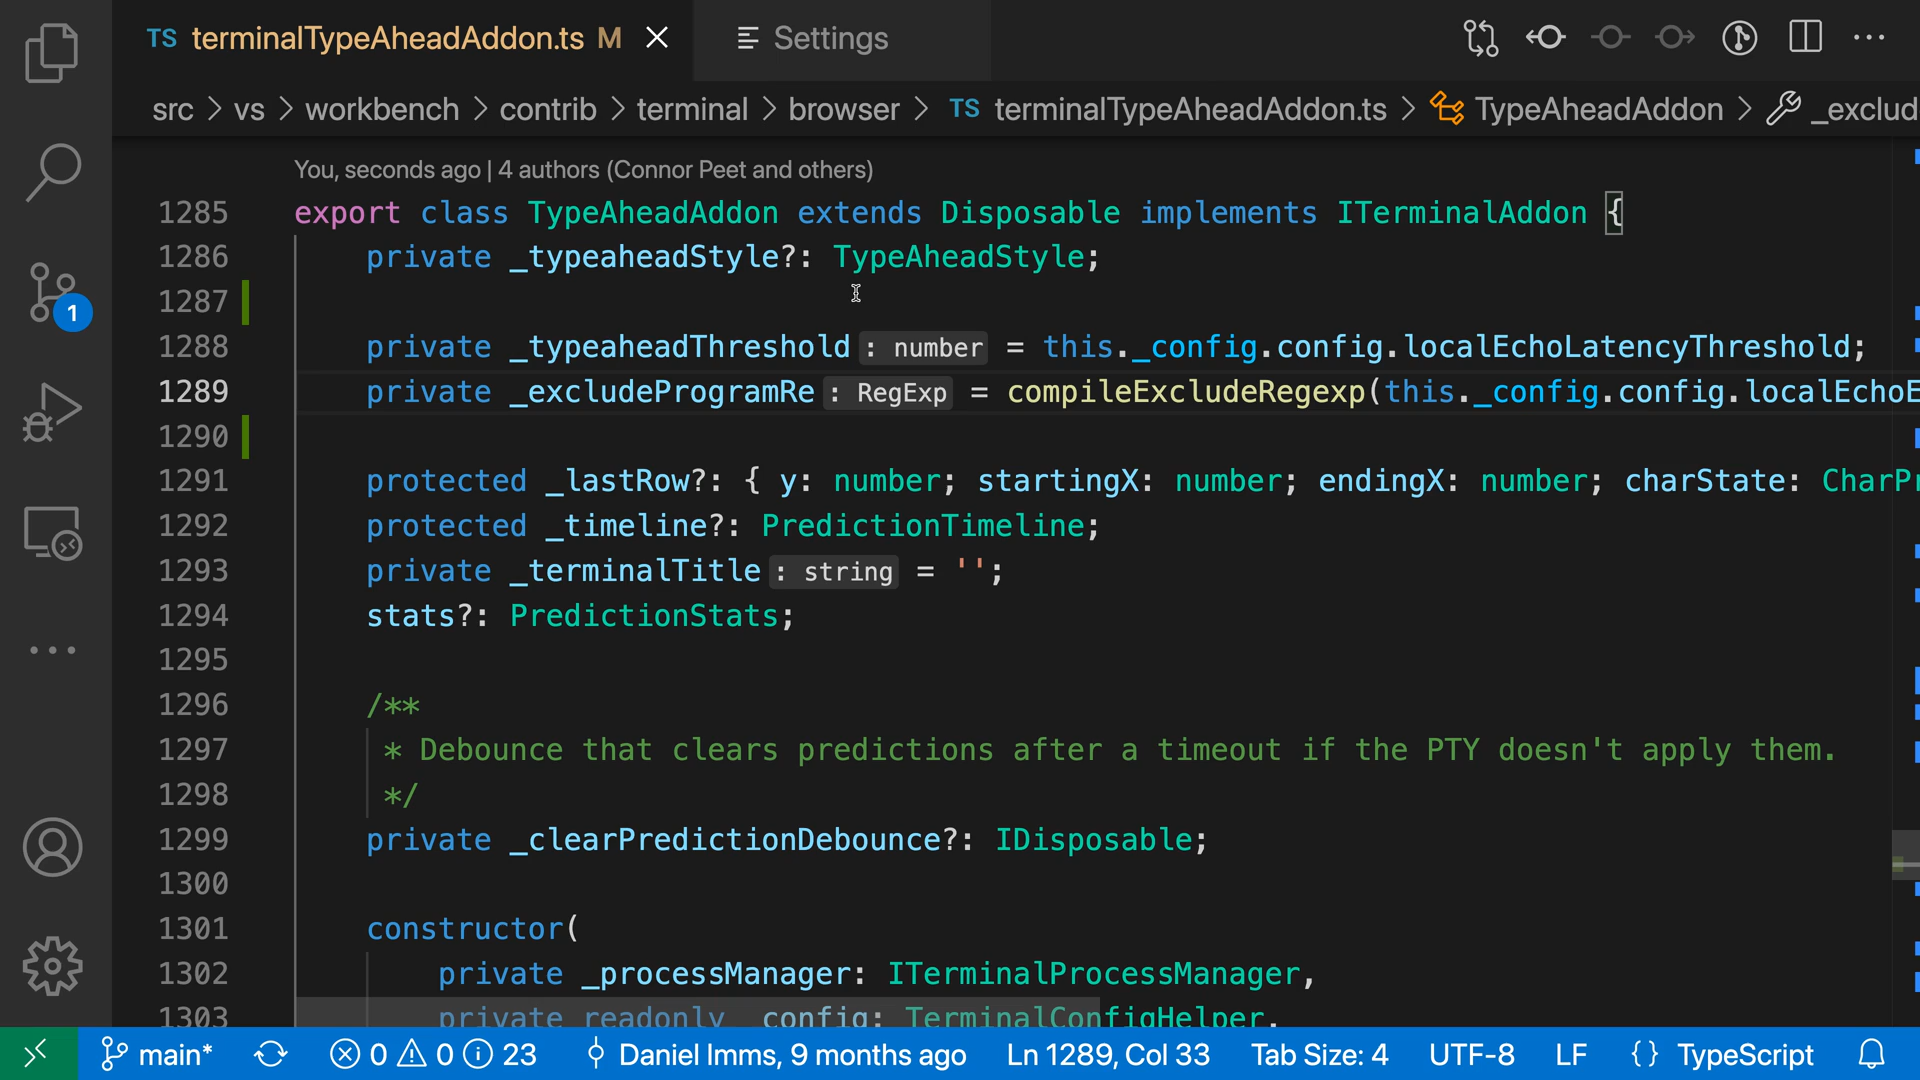 TS terminalTypeAheadAddon.ts M
Settings
src > vs > workbench > contrib > terminal > browser > TS terminalTypeAheadAddon.ts > TypeAheadAddon > _exclud
You, seconds ago | 4 authors (Connor Peet and others)
1285 export class TypeAheadAddon extends Disposable implements ITerminalAddon {
1286 private _typeaheadStyle?: TypeAheadStyle;
1287
1288 private _typeaheadThreshold: number = this._config.config.localEchoLatencyThreshold;
1289 private _excludeProgramRe: RegExp = compileExcludeRegexp(this._config.config.localEchoE
1290
1291 protected _lastRow?: { y: number; startingX: number; endingX: number; charState: CharPr
1292 protected _timeline?: PredictionTimeline;
1293 private _terminalTitle: string = '';
1294 stats?: PredictionStats;
1295
1296 /**
1297 * Debounce that clears predictions after a timeout if the PTY doesn't apply them.
1298 */
1299 private _clearPredictionDebounce?: IDisposable;
1300
1301 constructor(
1302 private _processManager: ITerminalProcessManager,
1303 private readonly _config: TerminalConfigHelper,
1
main* 0 0 23 Daniel Imms, 9 months ago Ln 1289, Col 33 Tab Size: 4 UTF-8 LF {} TypeScript